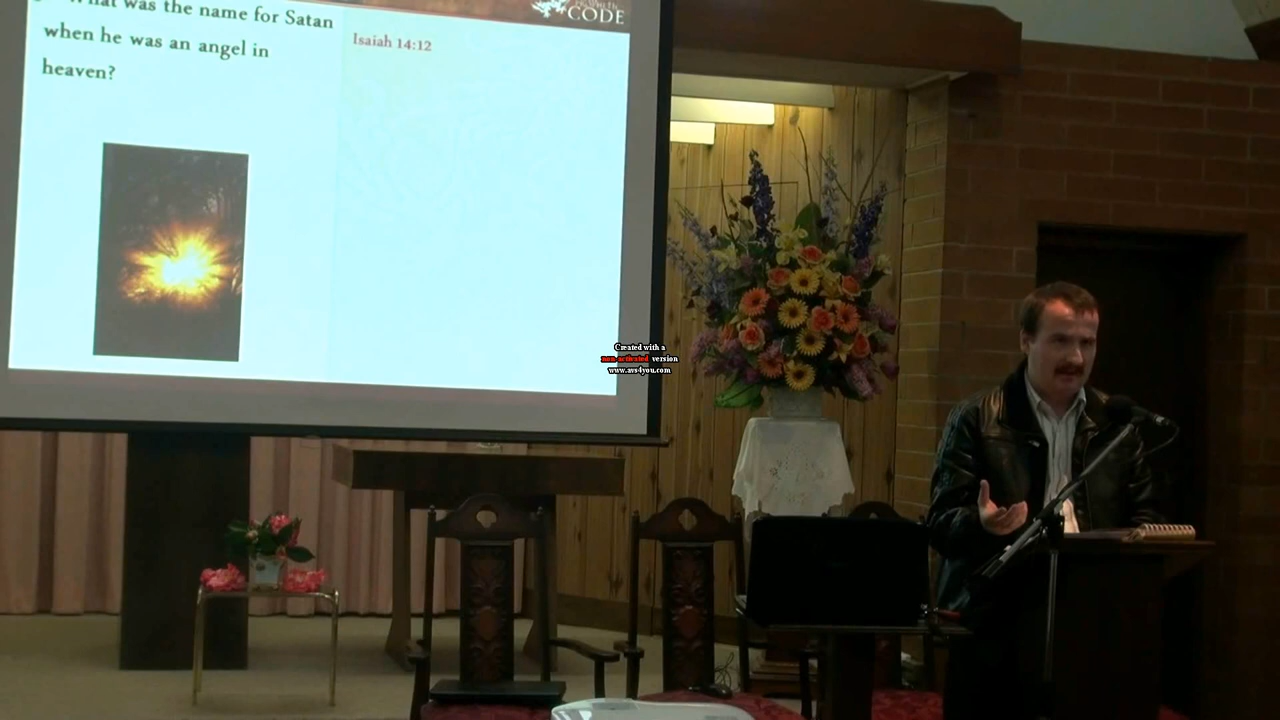 What was the name for Satan
when he was an angel in
heaven?
CODE
Isaiah 14:12
Created with a
non-activated version
www.avs4you.com